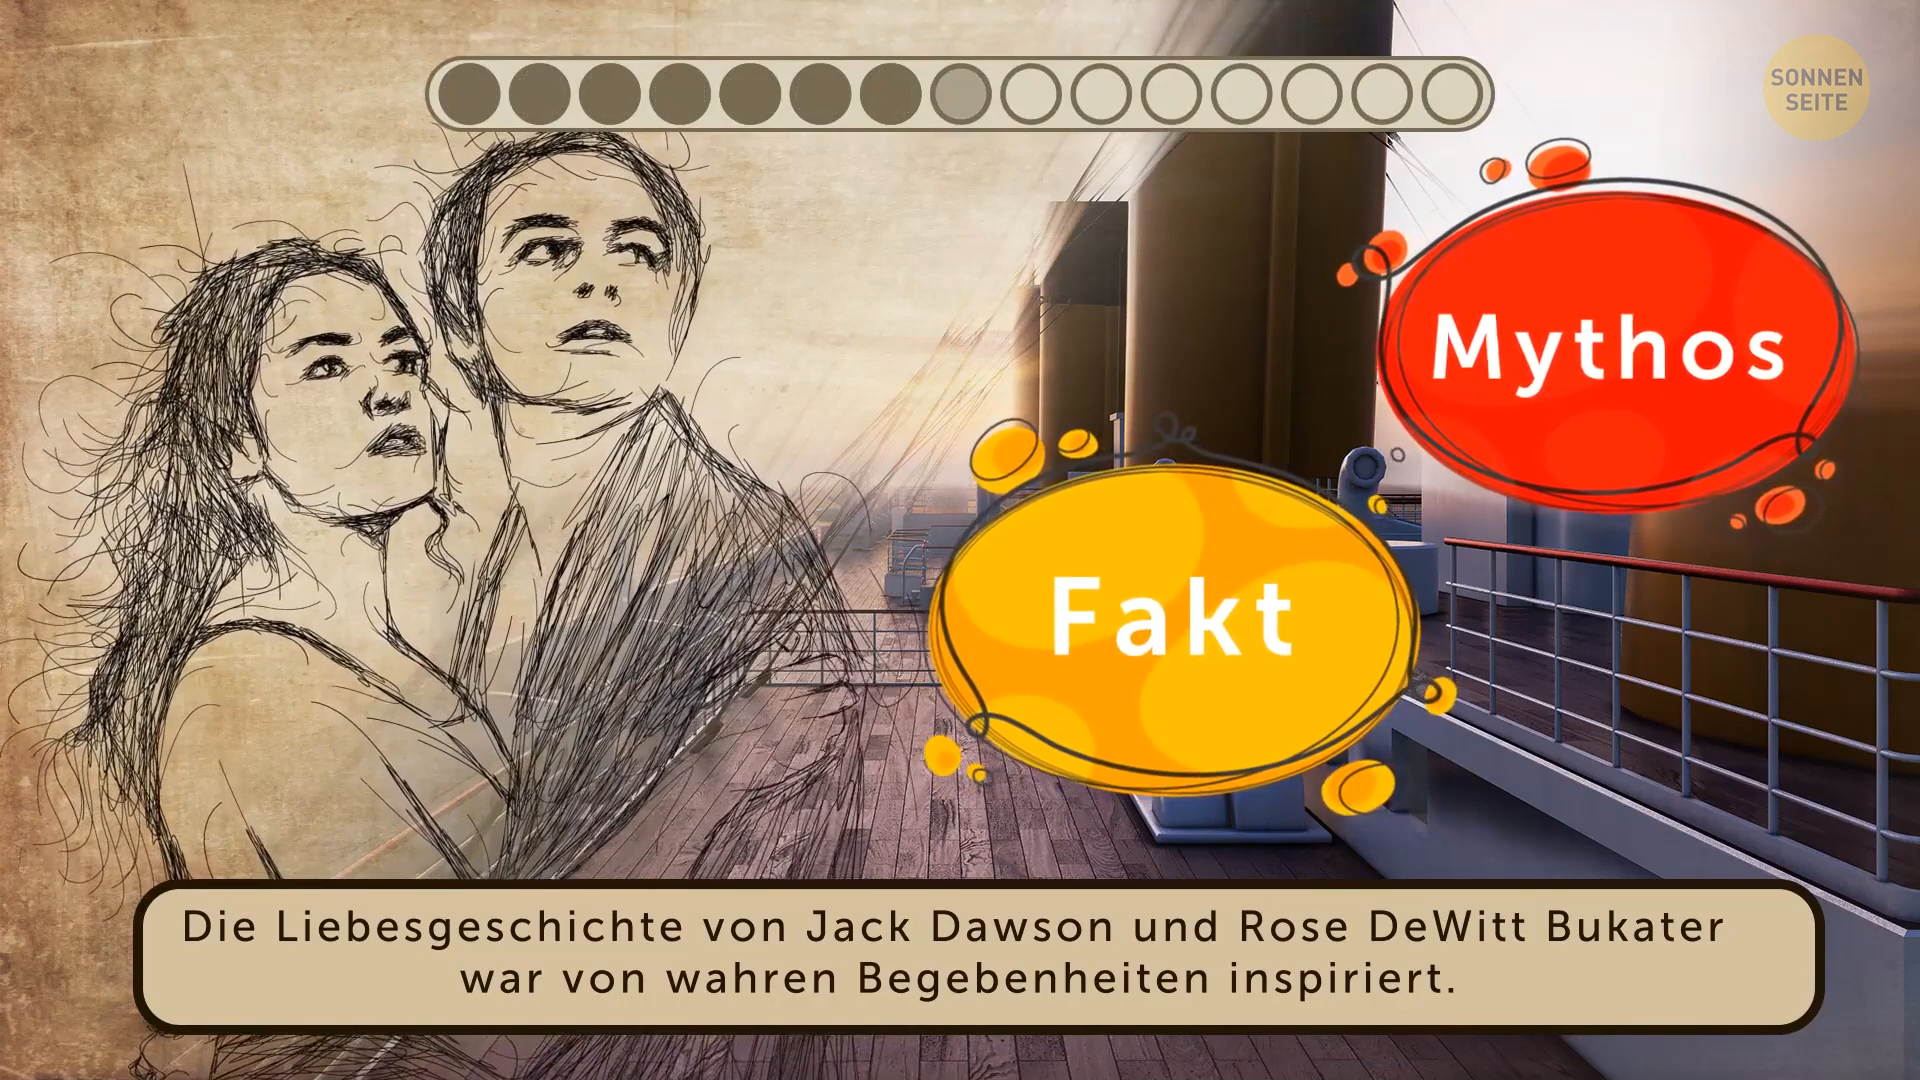 SONNEN
SEITE
Mythos
Fakt
Die Liebesgeschichte von Jack Dawson und Rose DeWitt Bukater
war von wahren Begebenheiten inspiriert.